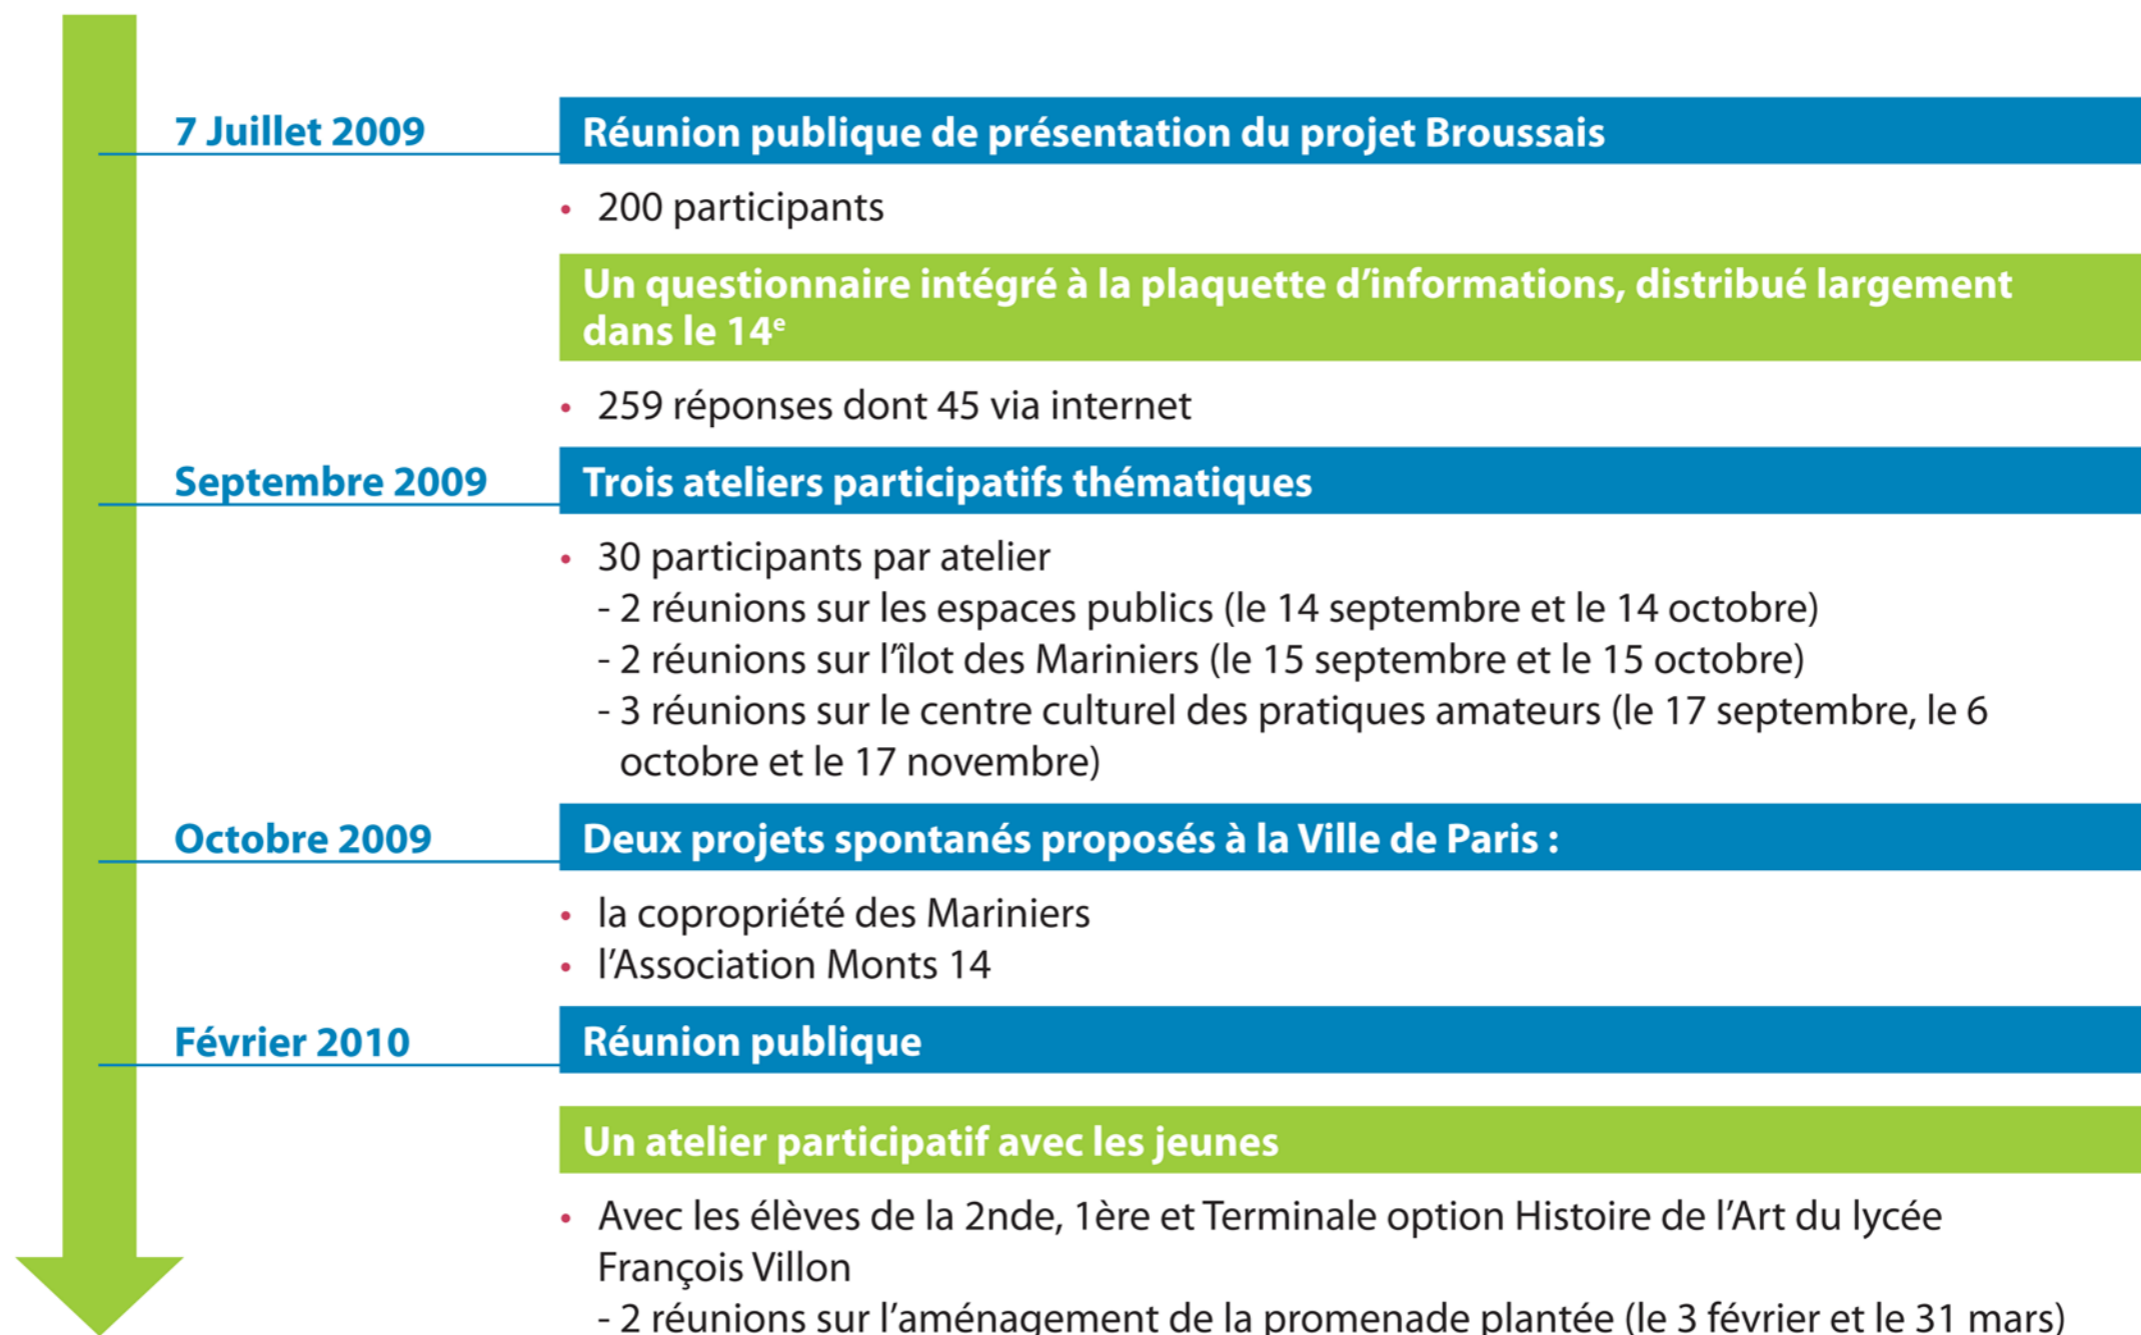 7 Juillet 2009
Réunion publique de présentation du projet Broussais
• 200 participants
Un questionnaire intégré à la plaquette d’informations, distribué largement
dans le 14e
• 259 réponses dont 45 via internet
Septembre 2009
Trois ateliers participatifs thématiques
• 30 participants par atelier
- 2 réunions sur les espaces publics (le 14 septembre et le 14 octobre)
- 2 réunions sur l’îlot des Mariniers (le 15 septembre et le 15 octobre)
- 3 réunions sur le centre culturel des pratiques amateurs (le 17 septembre, le 6
octobre et le 17 novembre)
Octobre 2009
Deux projets spontanés proposés à la Ville de Paris :
• la copropriété des Mariniers
• l’Association Monts 14
Février 2010
Réunion publique
Un atelier participatif avec les jeunes
• Avec les élèves de la 2nde, 1ère et Terminale option Histoire de l’Art du lycée
François Villon
- 2 réunions sur l’aménagement de la promenade plantée (le 3 février et le 31 mars)